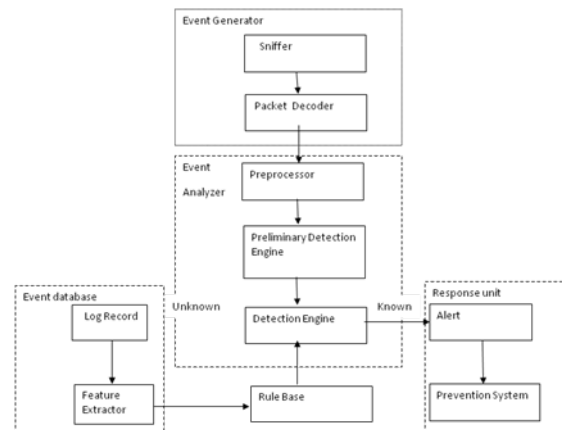 Event Generator
Sniffer
Packet Decoder
Event
Analyzer
Preprocessor
Preliminary Detection
Engine
Event database
Unknown
Known
Response unit
Log Record
Detection Engine
Alert
Feature
Extractor
Rule Base
Prevention System